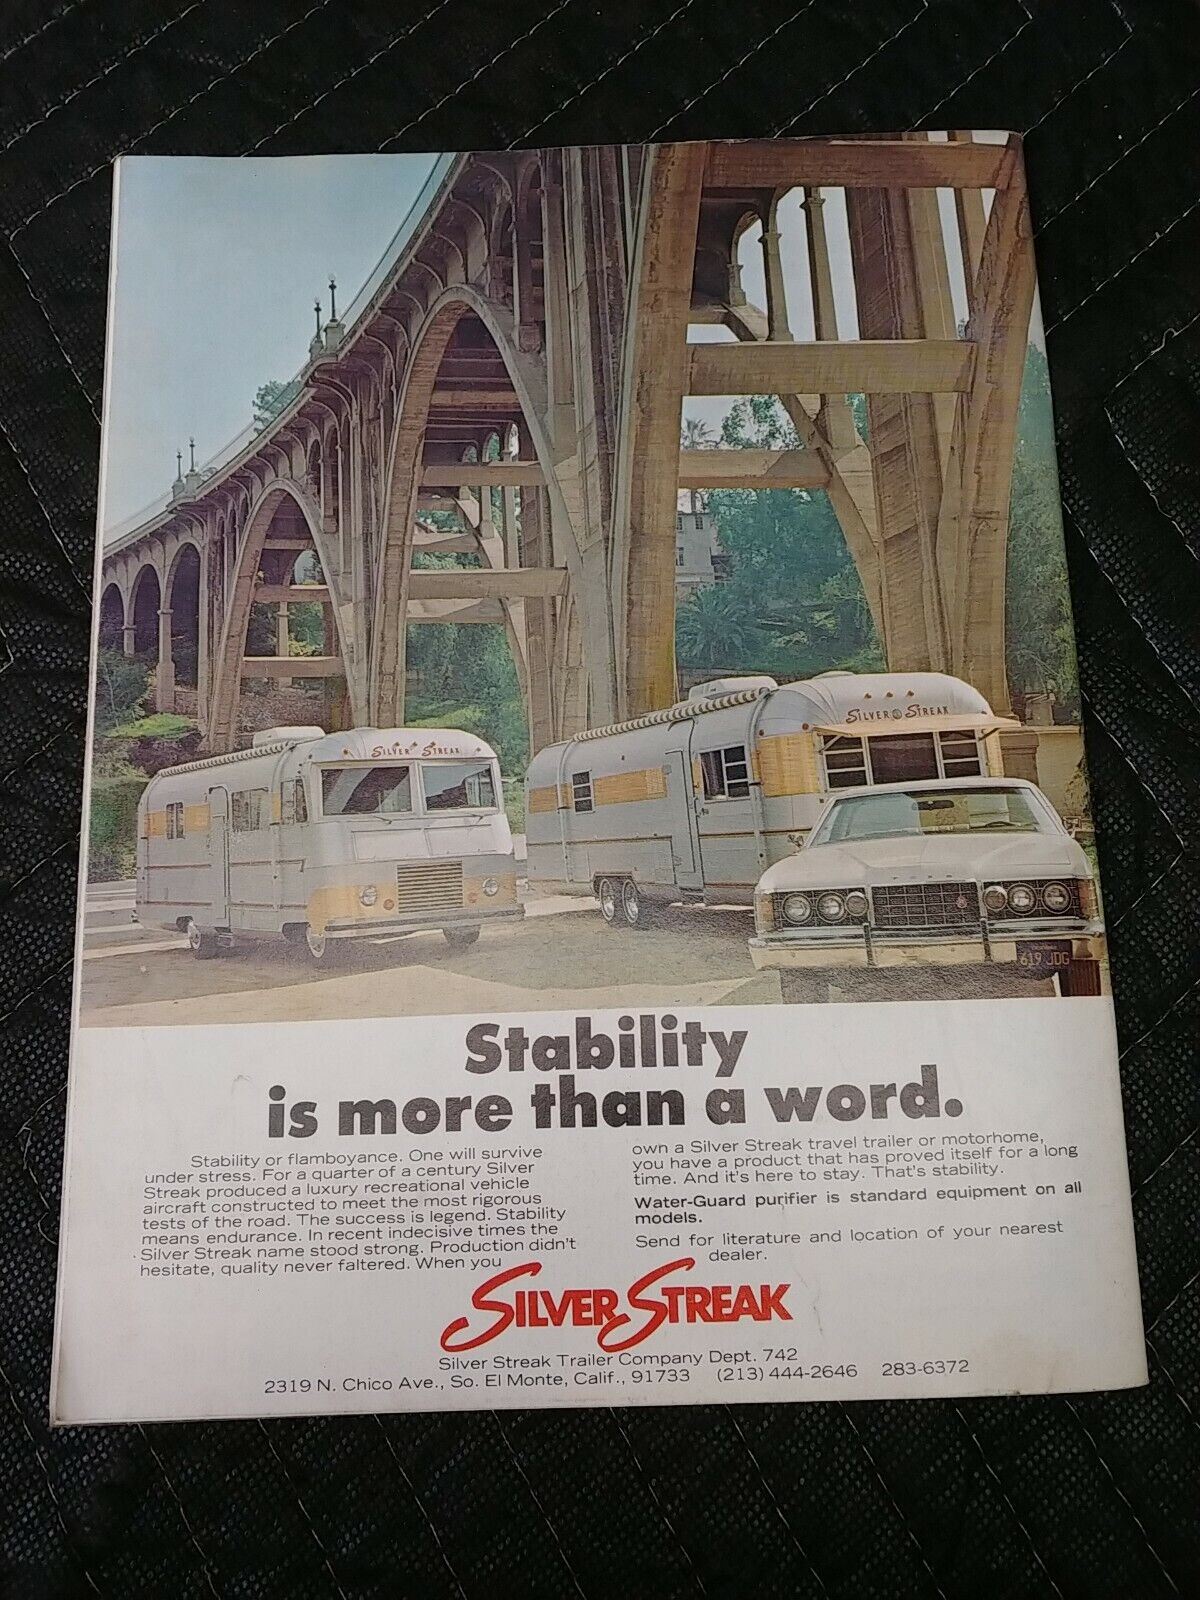 SILVER STREAK
SILVER STREAK
FORD
CALIFORNIA
619 JDG
Stability
is more than a word.
Stability or flamboyance. One will survive
under stress. For a quarter of a century Silver
Streak produced a luxury recreational vehicle
aircraft constructed to meet the most rigorous
tests of the road. The success is legend. Stability
means endurance. In recent indecisive times the
Silver Streak name stood strong. Production didn't
hesitate, quality never faltered. When you
own a Silver Streak travel trailer or motorhome,
you have a product that has proved itself for a long
time. And it's here to stay. That's stability.
Water-Guard purifier is standard equipment on all
models.
Send for literature and location of your nearest
dealer.
SILVER STREAK
Silver Streak Trailer Company Dept. 742
2319 N. Chico Ave., So. El Monte, Calif., 91733 (213) 444-2646 283-6372